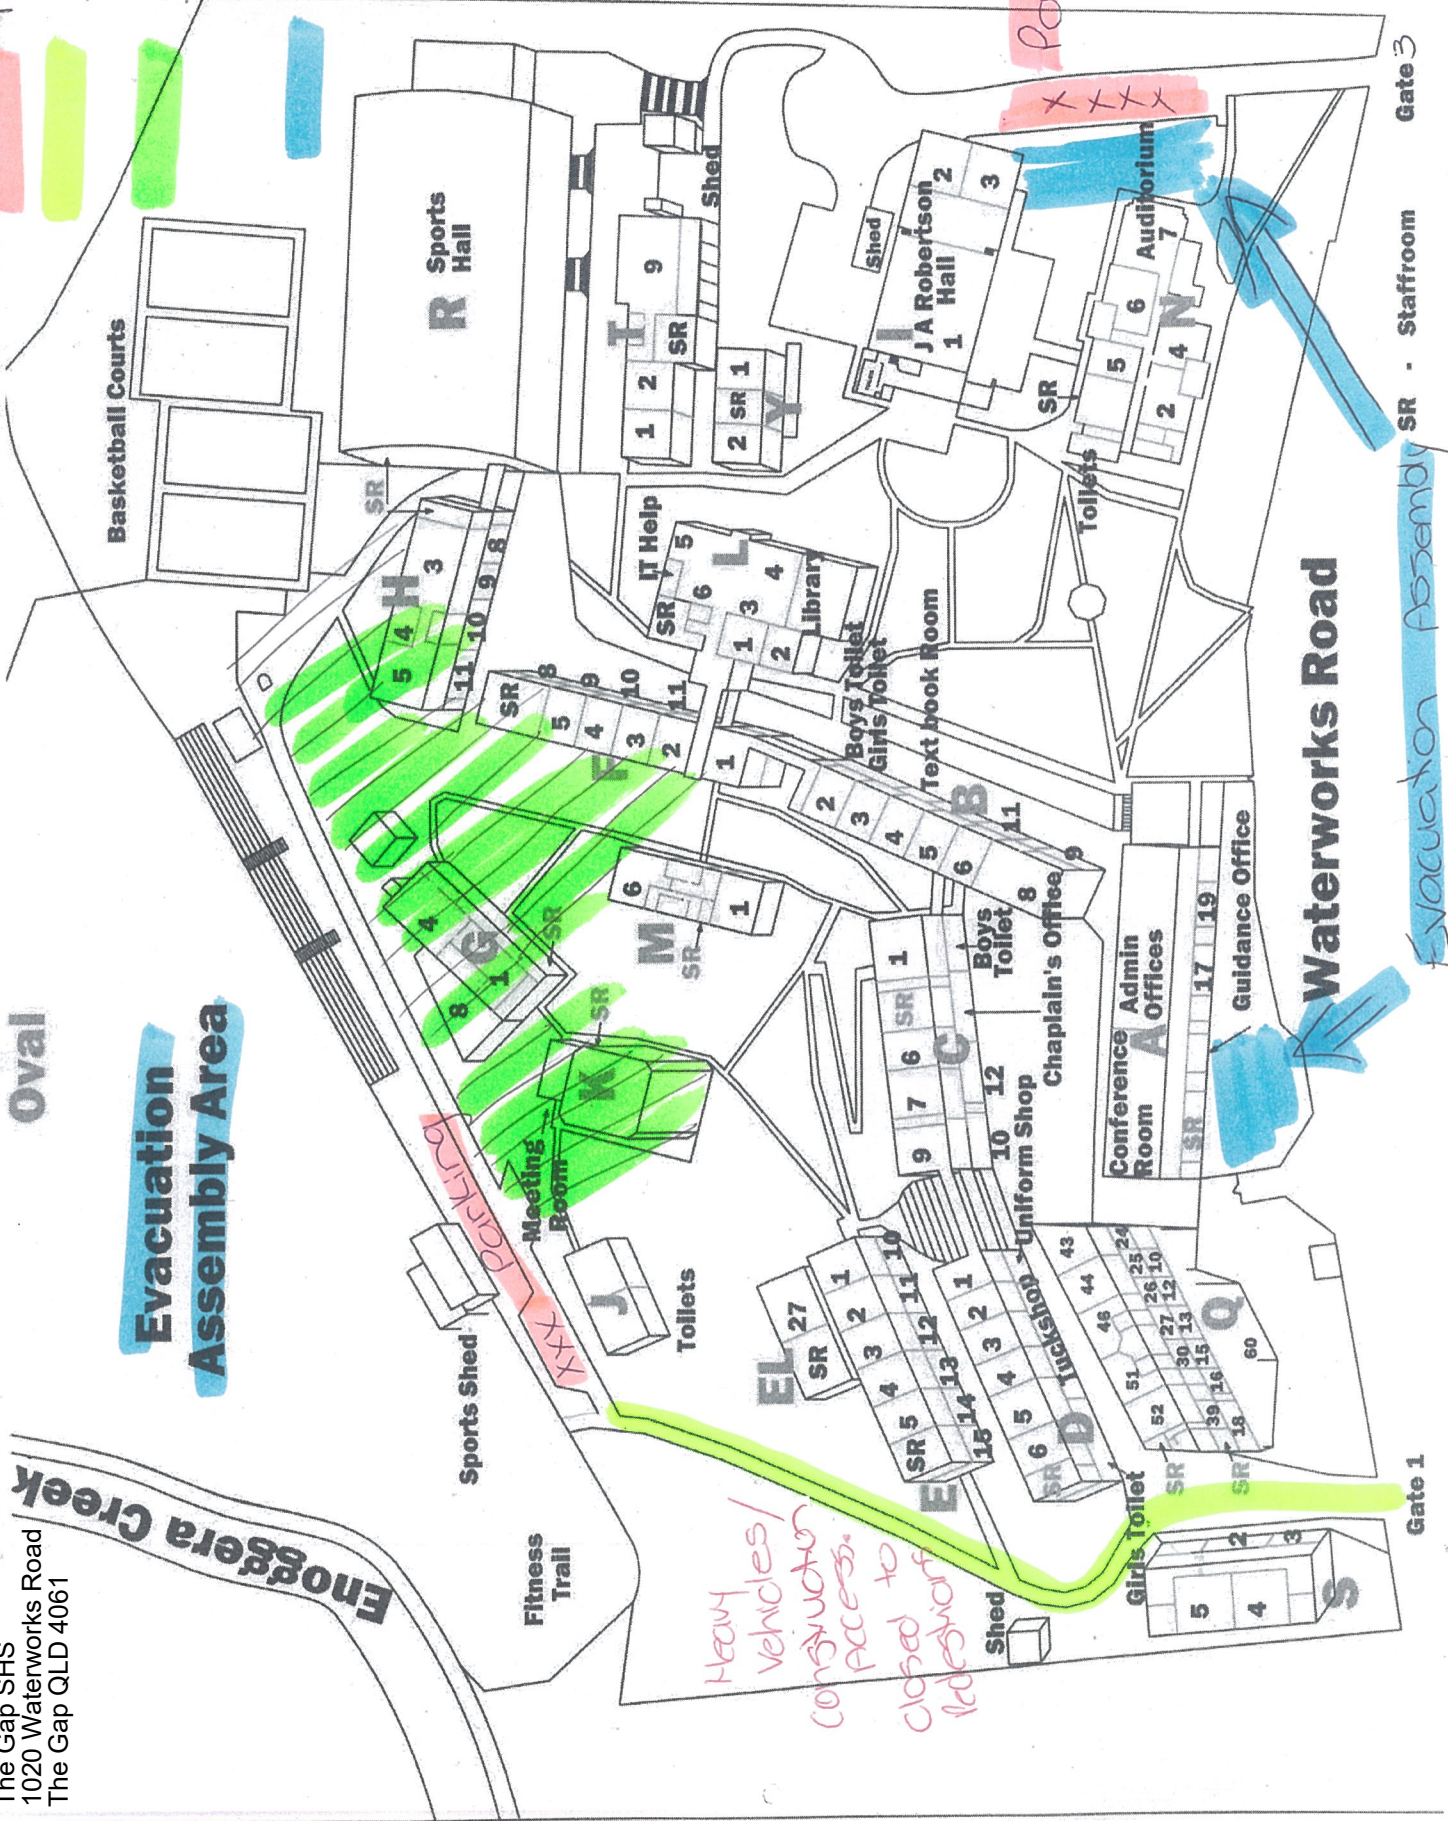 The Gap SHS
1020 Waterworks Road
The Gap QLD 4061
Enoggera Creek
Oval
Evacuation
Assembly Area
Basketball Courts
Fitness
Trail
Sports Shed
Parking
XXX
Meeting
Room
J
Toilets
K
SR
8
G
4
1
SR
M
SR
6
1
H
SR
3
4
5
8
9
10
11
F
SR
5
4
3
2
1
8
9
10
11
R
Sports
Hall
T
1
2
SR
9
Shed
Y
2
SR
1
IT Help
SR
L
5
6
4
3
1
2
Library
Boys Toilet
Girls Toilet
Text book Room
B
2
3
4
5
6
8
9
11
Shed
I
J A Robertson
Hall
1
2
3
XXXX
Auditorium
N
7
6
5
4
2
SR
Toilets
EL
27
SR
E
1
2
3
4
5
SR
10
11
12
13
14
15
D
1
2
3
4
5
6
SR
Tuckshop
Uniform Shop
C
1
SR
6
7
9
10
12
Boys
Toilet
Chaplain's Office
Conference
Room
Admin
Offices
A
SR
17
19
Guidance Office
Q
43
44
46
51
52
24
25
10
26
12
27
13
30
15
16
39
18
60
SR
SR
Girls Toilet
Shed
S
5
4
2
3
Heavy
Vehicles/
Construction
Access.
Closed to
Pedestrians
Waterworks Road
Gate 1
Evacuation Assembly
SR - Staffroom
Gate 3